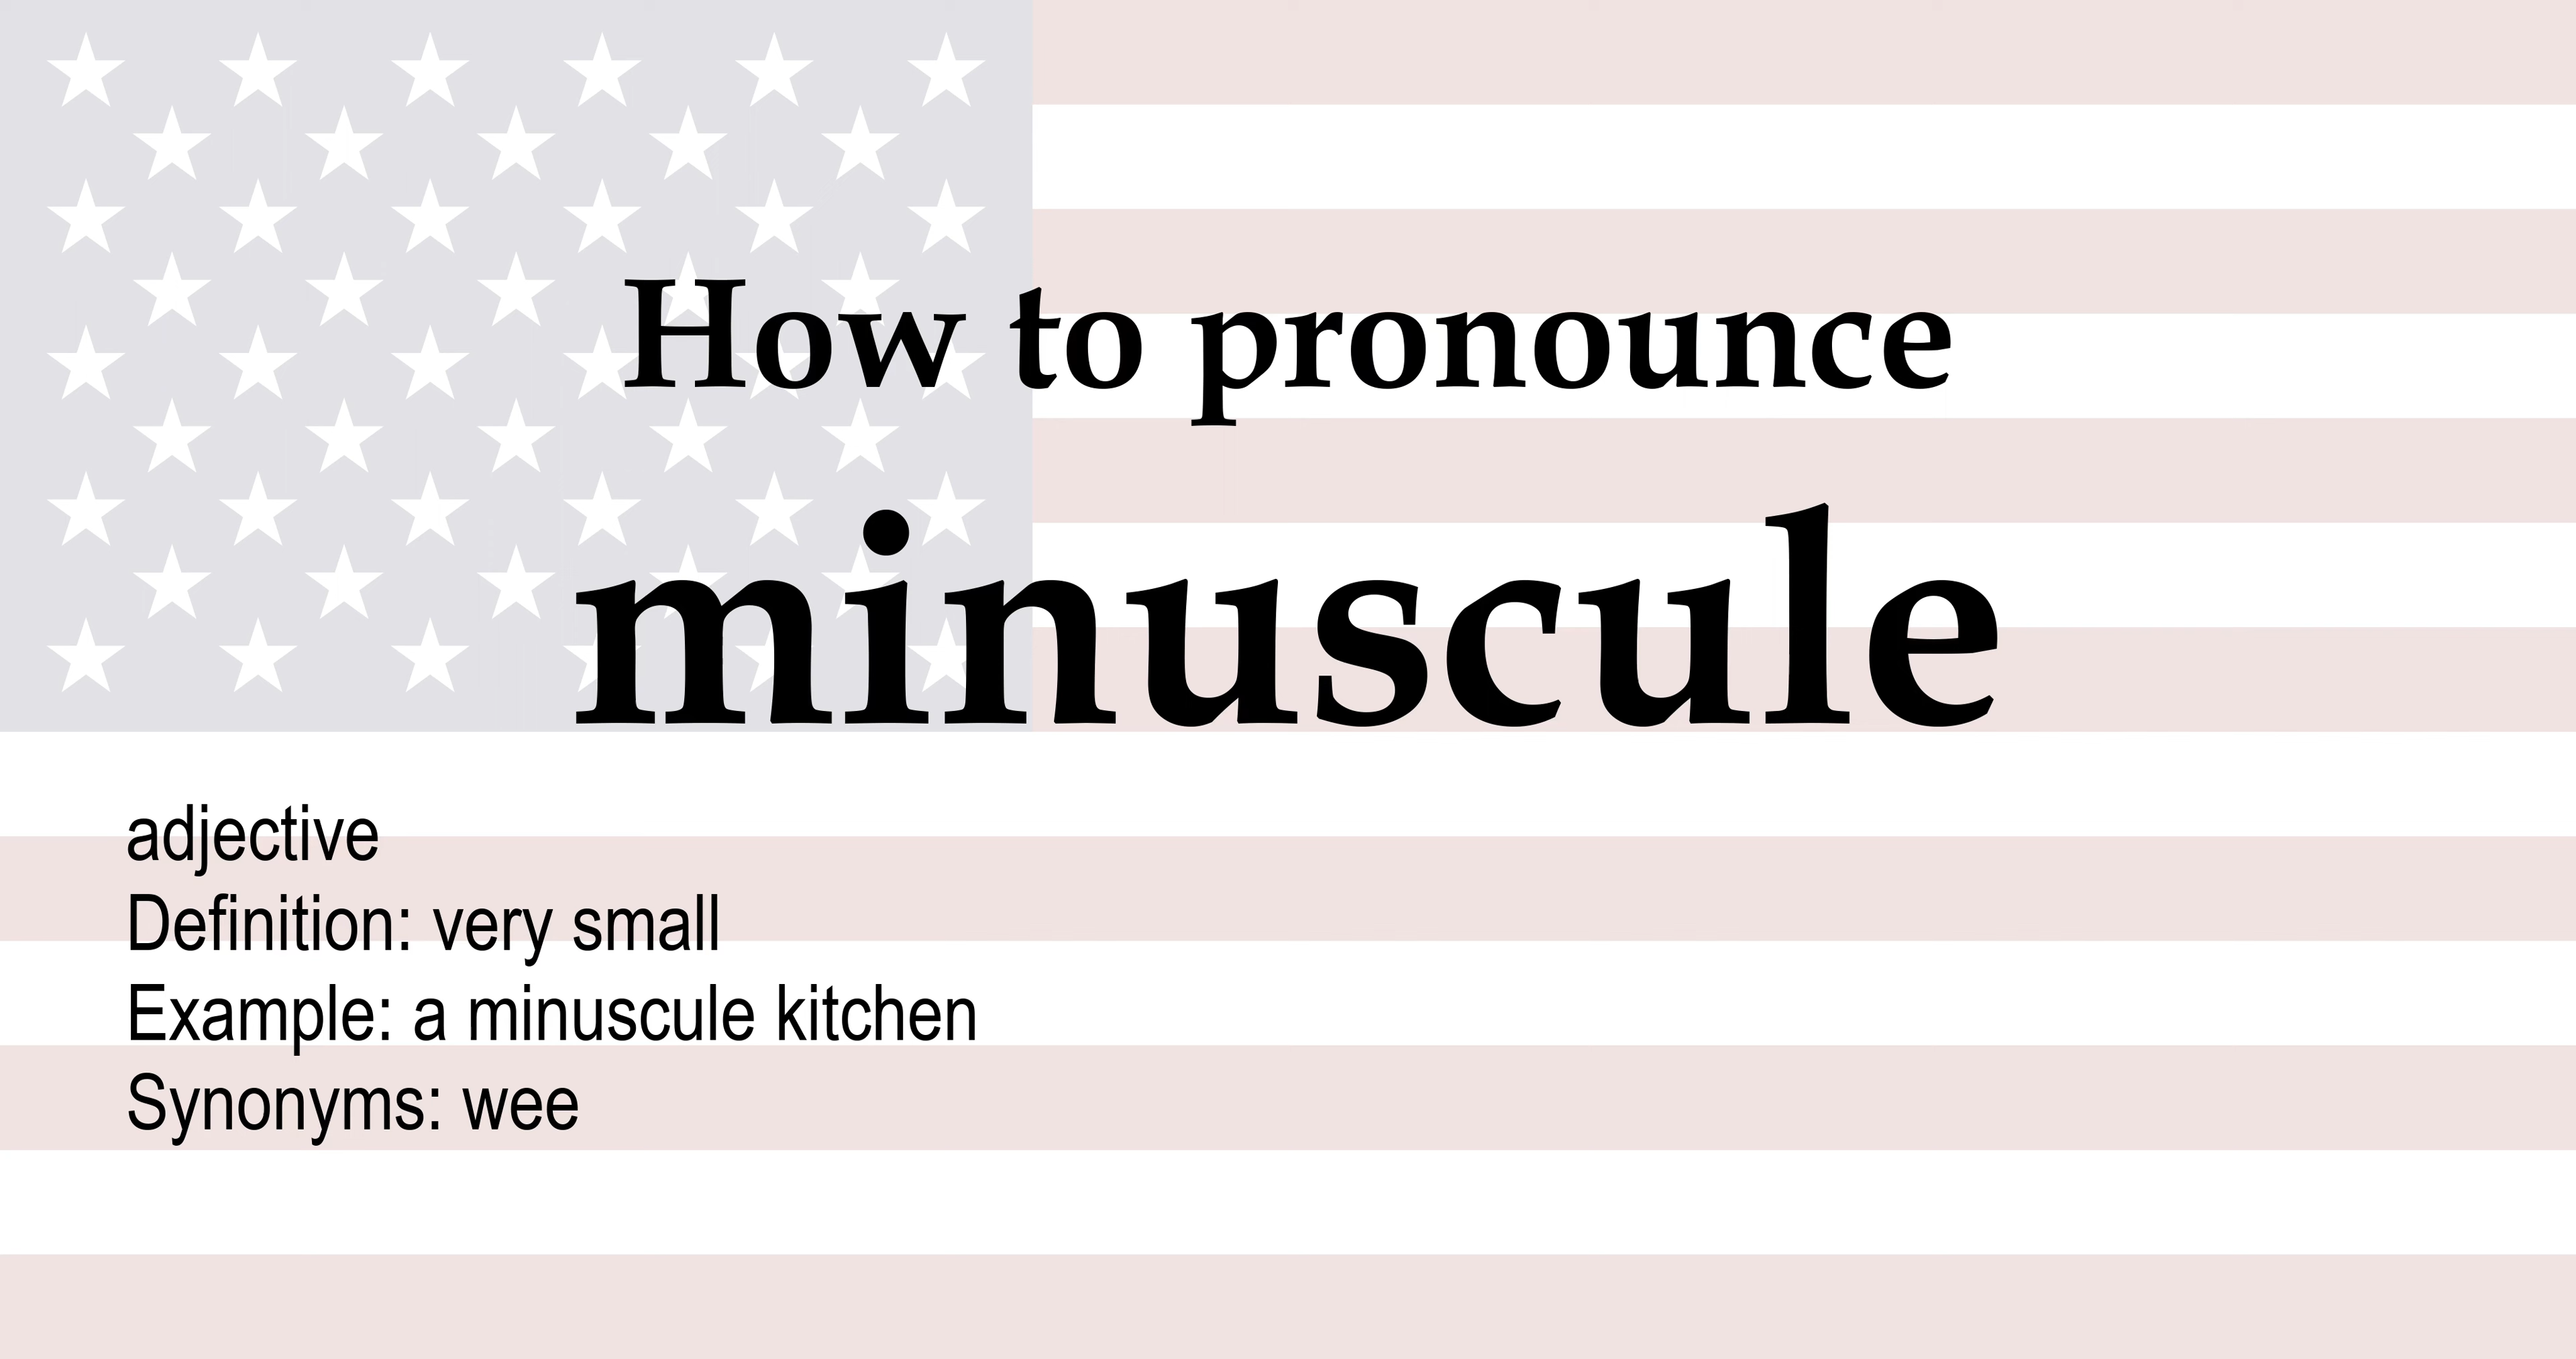 How to pronounce
minuscule
adjective
Definition: very small
Example: a minuscule kitchen
Synonyms: wee